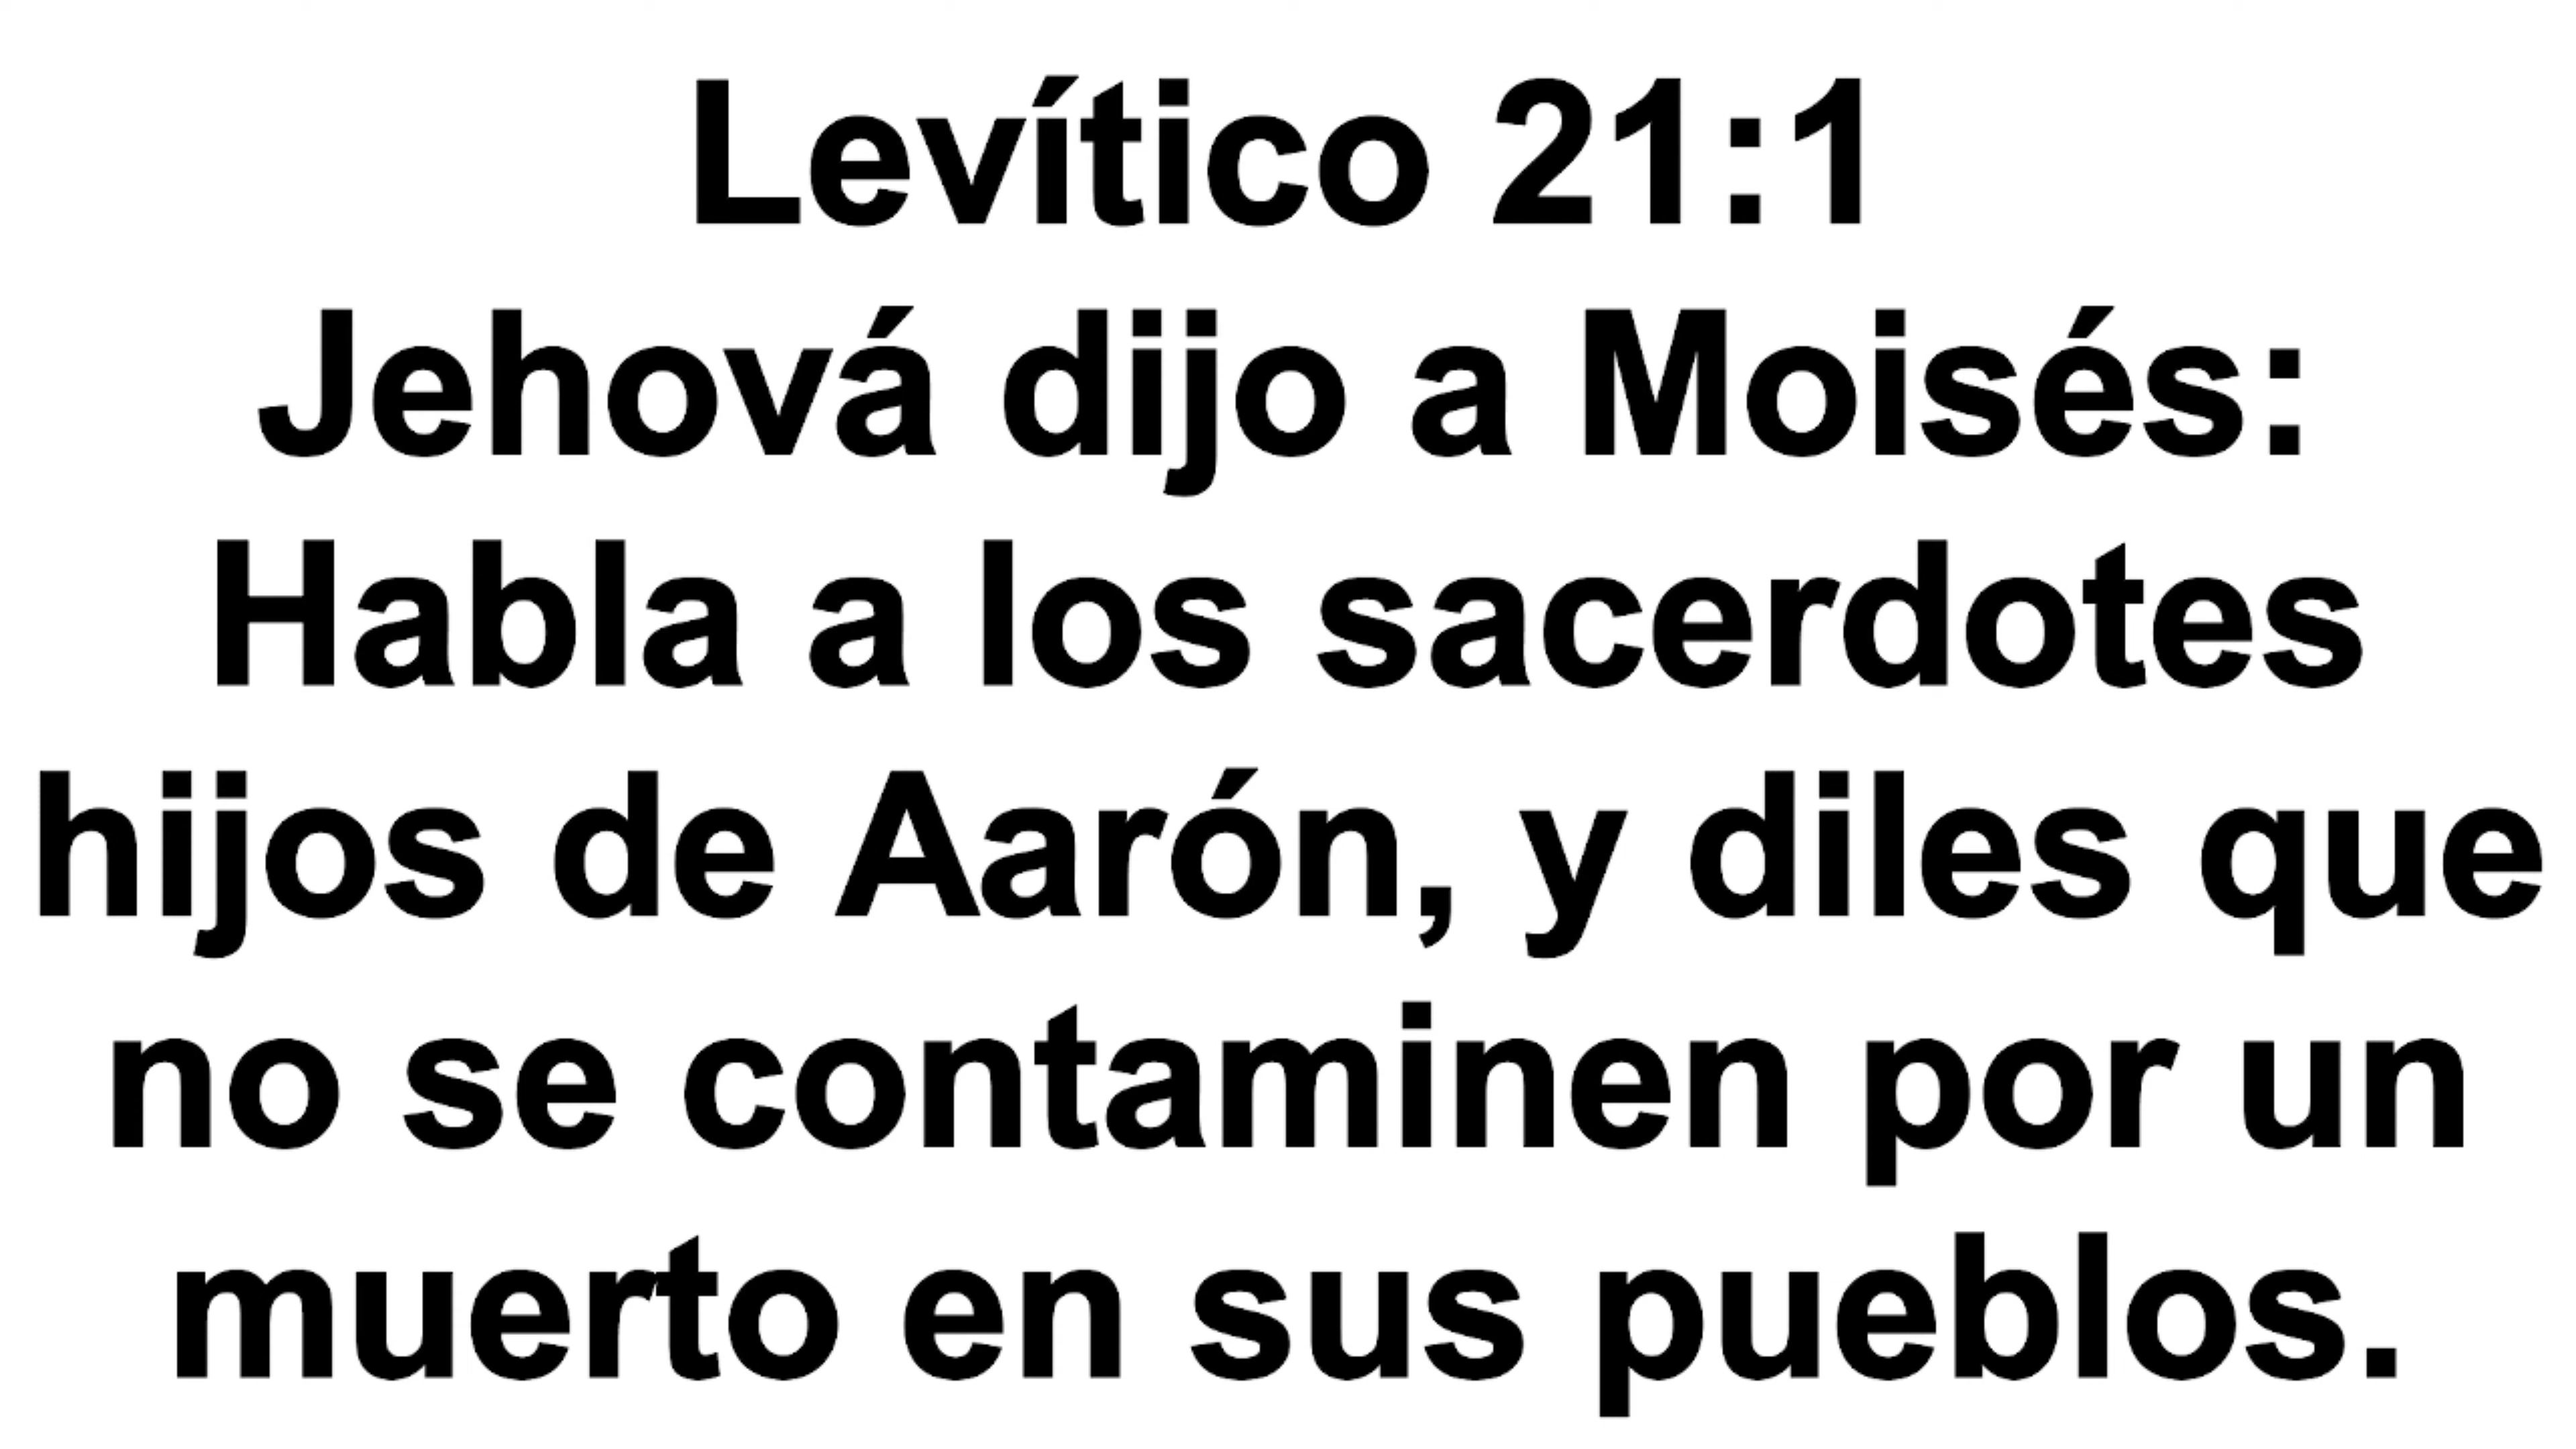 Levítico 21:1
Jehová dijo a Moisés:
Habla a los sacerdotes
hijos de Aarón, y diles que
no se contaminen por un
muerto en sus pueblos.